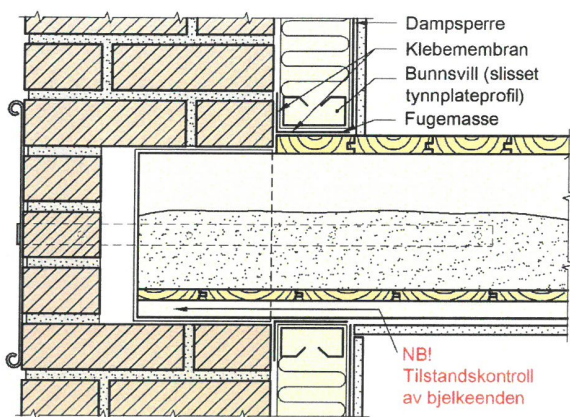 Dampsperre
Klebemembran
Bunnsvill (slisset
tynnplateprofil)
Fugemasse
NB!
Tilstandskontroll
av bjelkeenden